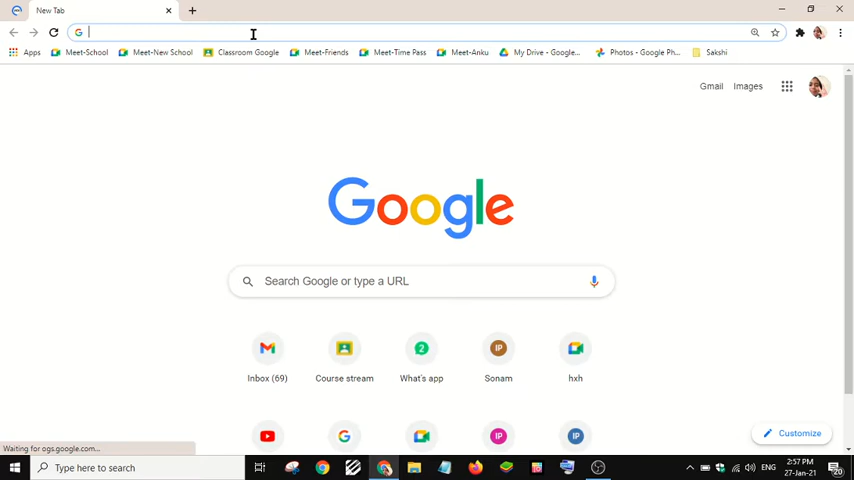 New Tab
Apps Meet-School Meet-New School Classroom Google Meet-Friends Meet-Time Pass Meet-Anku My Drive - Google... Photos - Google Ph... Sakshi
Gmail Images
Google
Search Google or type a URL
Inbox (69) Course stream What's app Sonam hxh
Customize
Waiting for ogs.google.com...
Type here to search
ENG
2:57 PM
27-Jan-21
20